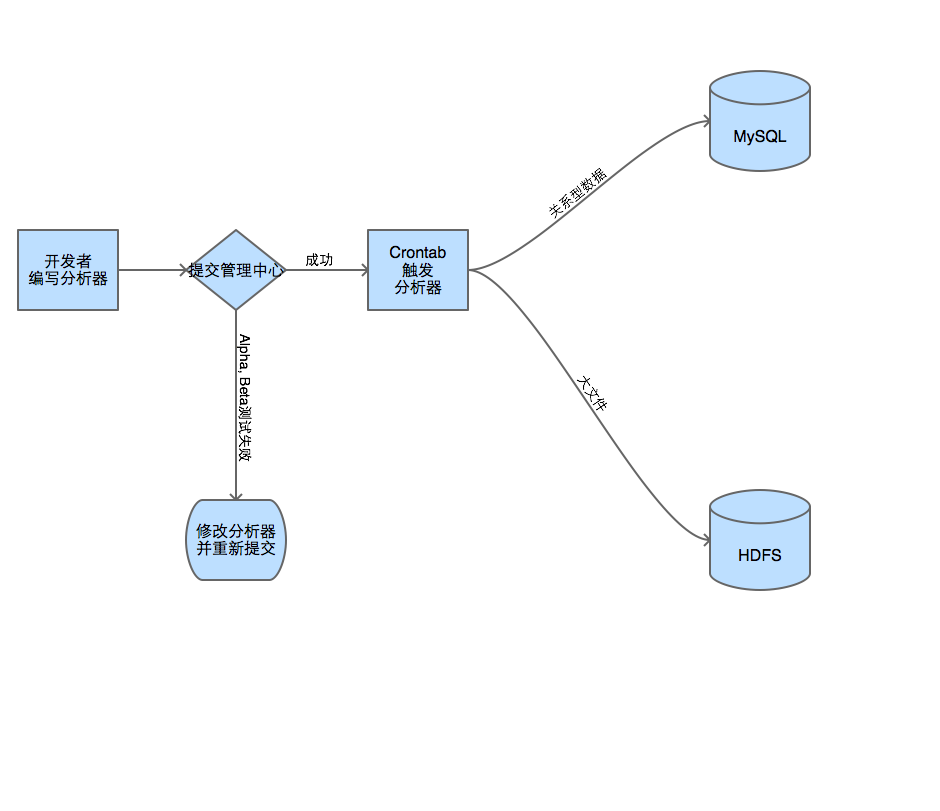 MySQL
关系型数据
开发者
编写分析器
提交管理中心
成功
Crontab
触发
分析器
Alpha, Beta测试失败
大文件
修改分析器
并重新提交
HDFS